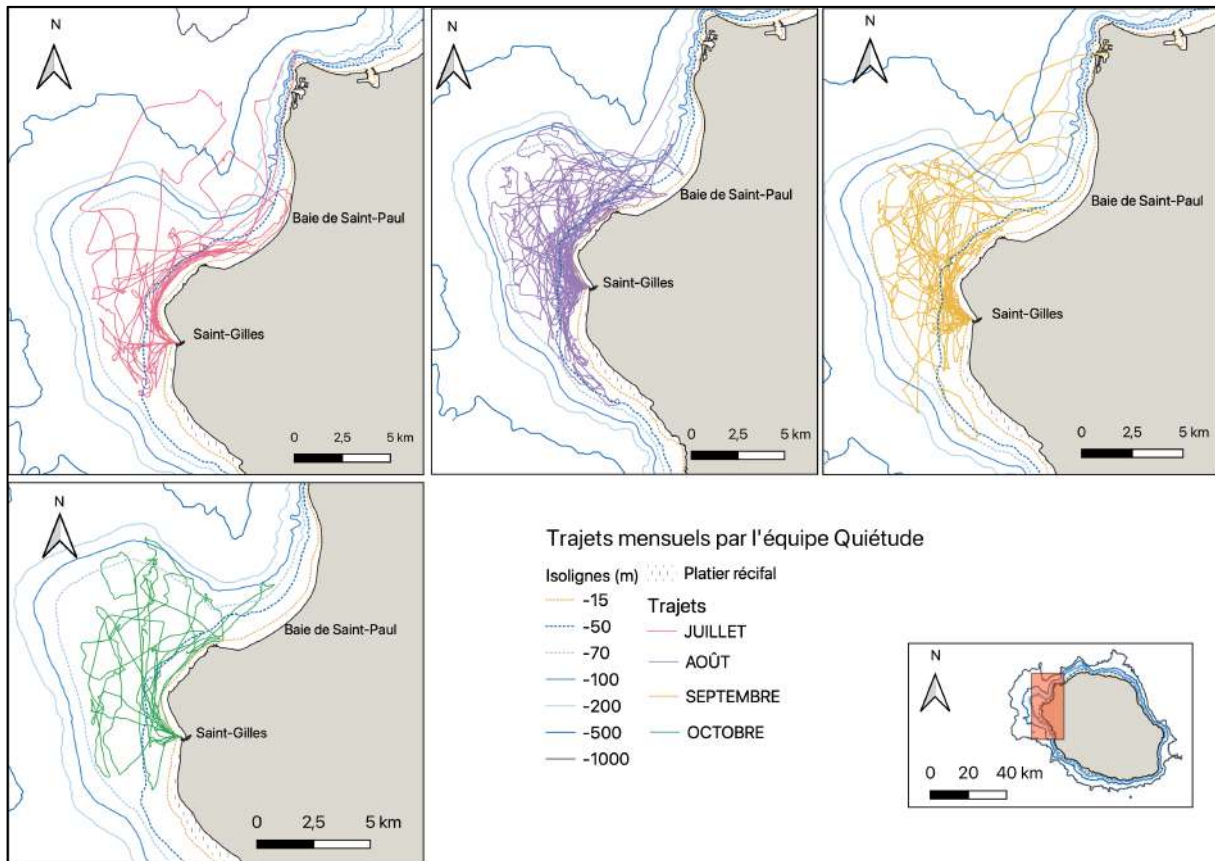 N
Baie de Saint-Paul
Saint-Gilles
0 2,5 5 km
N
Baie de Saint-Paul
Saint-Gilles
0 2,5 5 km
N
Baie de Saint-Paul
Saint-Gilles
0 2,5 5 km
N
Baie de Saint-Paul
Saint-Gilles
0 2,5 5 km
Trajets mensuels par l'équipe Quiétude
Isolignes (m)
-15
-50
-70
-100
-200
-500
-1000
Platier récifal
Trajets
JUILLET
AOÛT
SEPTEMBRE
OCTOBRE
N
0 20 40 km